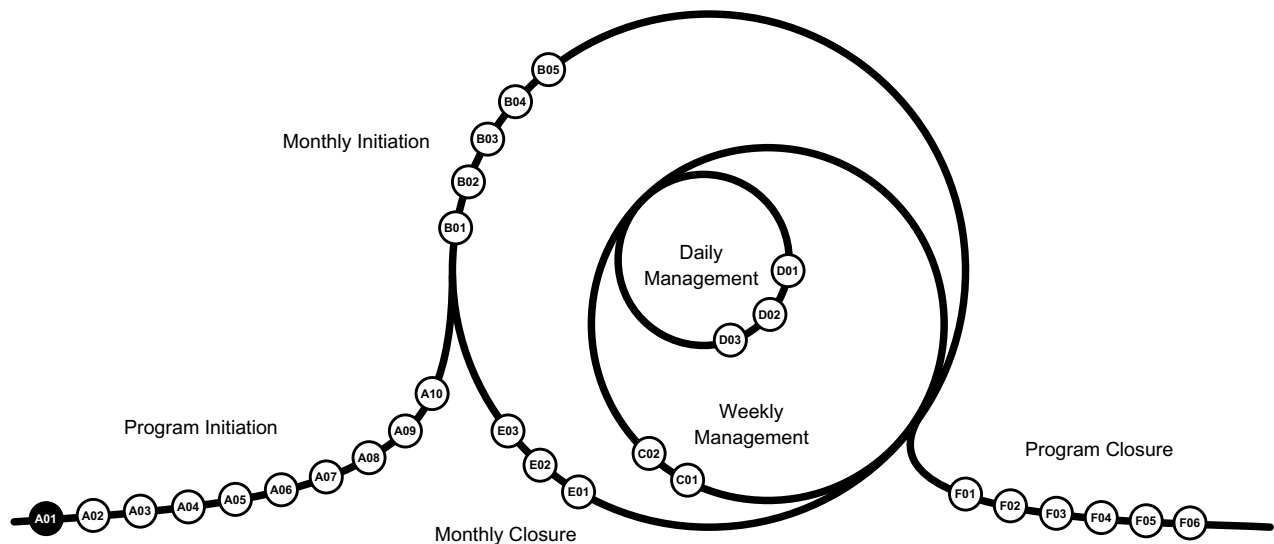 B05
B04
B03
Monthly Initiation
B02
B01
Daily
Management
D01
D02
D03
A10
Weekly
Management
Program Initiation
A09
E03
Program Closure
A08
C02
E02
A07
C01
A06
E01
F01
A05
A04
F02
A03
F03
A02
F04
A01
F05
F06
Monthly Closure